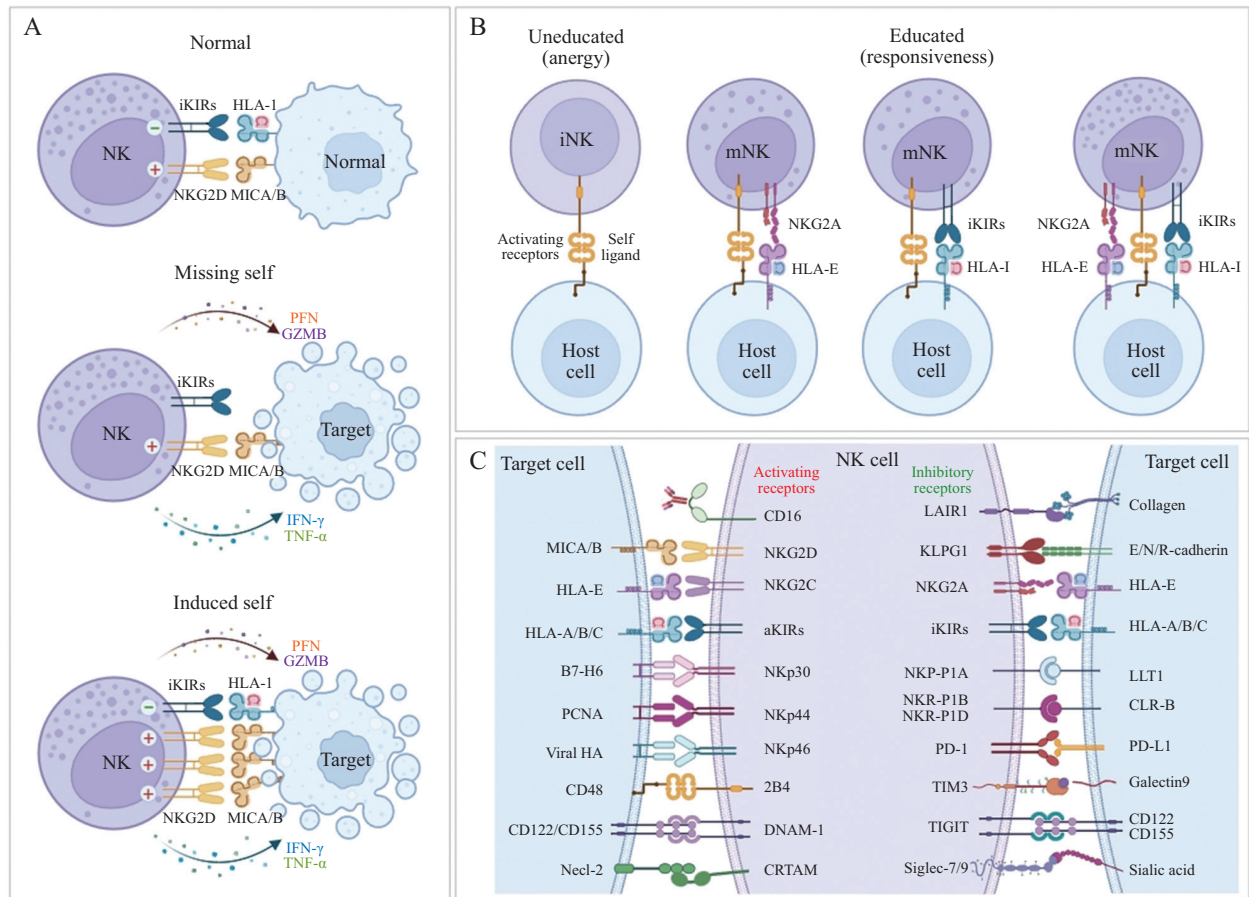 A
Normal
iKIRs
HLA-1
−
NK
+
Normal
NKG2D
MICA/B
Missing self
PFN
GZMB
iKIRs
NK
+
Target
NKG2D
MICA/B
IFN-γ
TNF-α
Induced self
PFN
GZMB
iKIRs
HLA-1
−
NK
+
+
+
Target
NKG2D
MICA/B
IFN-γ
TNF-α
B
Uneducated
(anergy)
Educated
(responsiveness)
iNK
Activating
receptors
Self
ligand
Host
cell
mNK
NKG2A
HLA-E
Host
cell
mNK
iKIRs
HLA-I
Host
cell
mNK
NKG2A
iKIRs
HLA-E
HLA-I
Host
cell
C
Target cell
NK cell
Target cell
Activating
receptors
Inhibitory
receptors
CD16
MICA/B
NKG2D
HLA-E
NKG2C
HLA-A/B/C
aKIRs
B7-H6
NKp30
PCNA
NKp44
Viral HA
NKp46
CD48
2B4
CD122/CD155
DNAM-1
Necl-2
CRTAM
LAIR1
Collagen
KLPG1
E/N/R-cadherin
NKG2A
HLA-E
iKIRs
HLA-A/B/C
NKP-P1A
LLT1
NKR-P1B
NKR-P1D
CLR-B
PD-1
PD-L1
TIM3
Galectin9
TIGIT
CD122
CD155
Siglec-7/9
Sialic acid